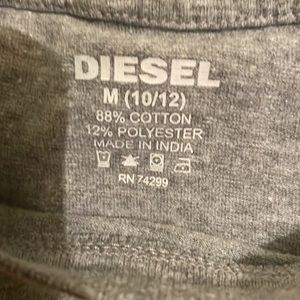 DIESEL
M (10/12)
88% COTTON
12% POLYESTER
MADE IN INDIA
RN 74299